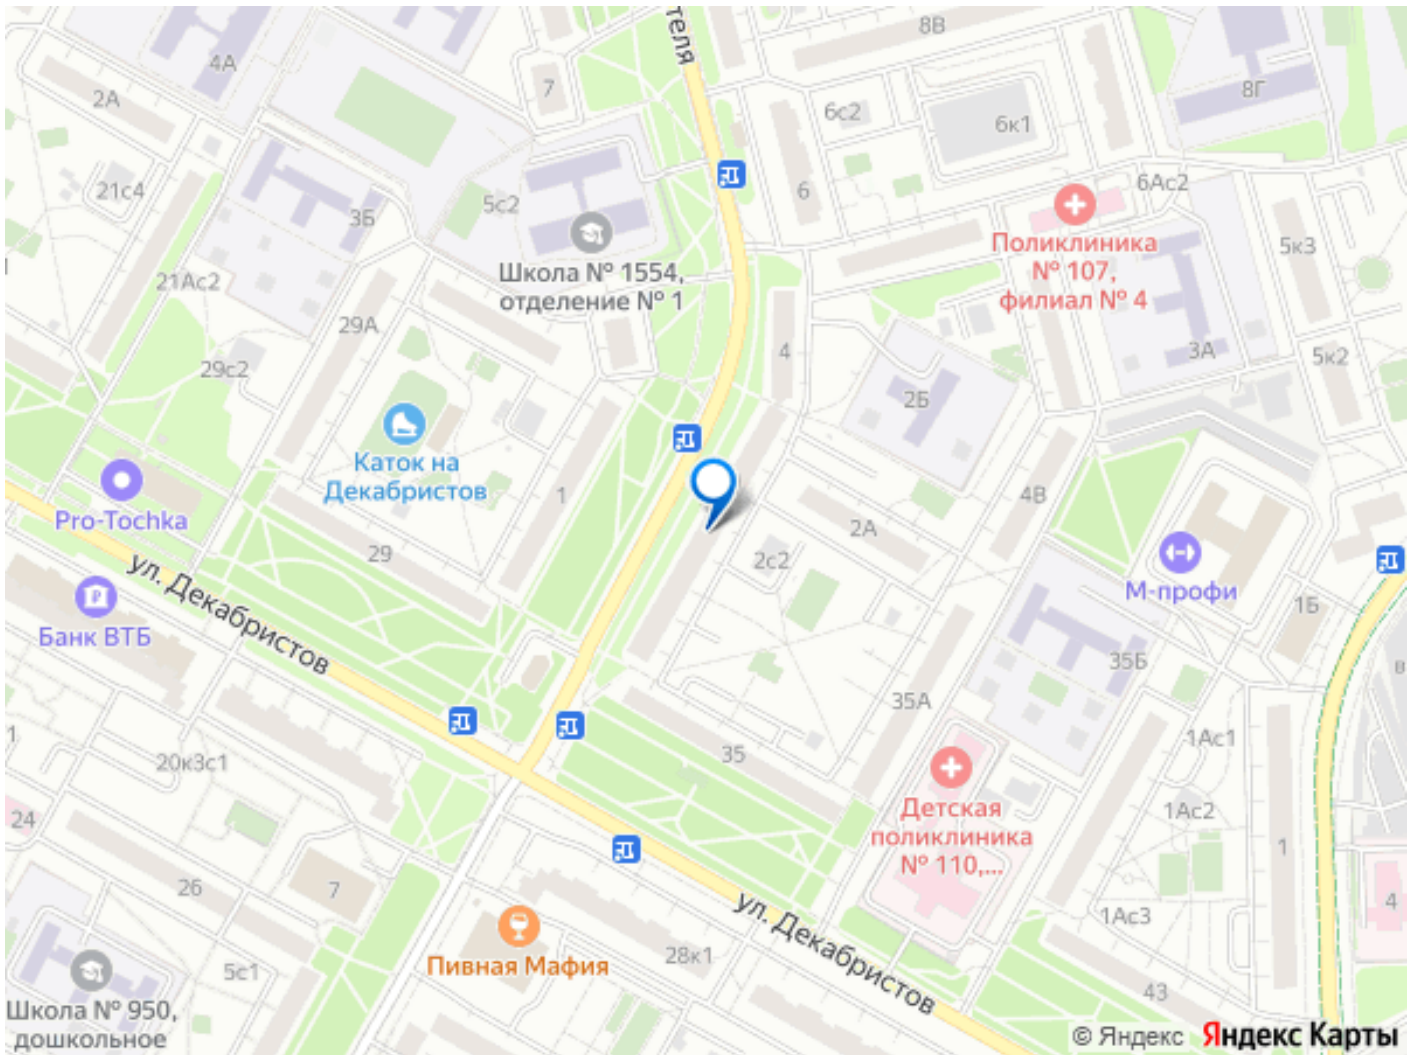 теля
8В
4А
7
8Г
2А
6с2
6к1
21с4
6
6Ас2
5с2
3Б
Поликлиника
№ 107,
филиал № 4
5к3
Школа № 1554,
отделение № 1
21Ас2
29А
4
3А
5к2
29с2
2Б
Каток на
Декабристов
1
4В
Pro-Tochka
29
2А
2с2
М-профи
ул. Декабристов
Банк ВТБ
1Б
35Б
в
35А
1
20к3с1
35
1Ас1
Детская
поликлиника
№ 110,...
1Ас2
24
26
7
1
4
1Ас3
ул. Декабристов
Пивная Мафия
28к1
5с1
43
Школа № 950,
дошкольное
© Яндекс Яндекс Карты